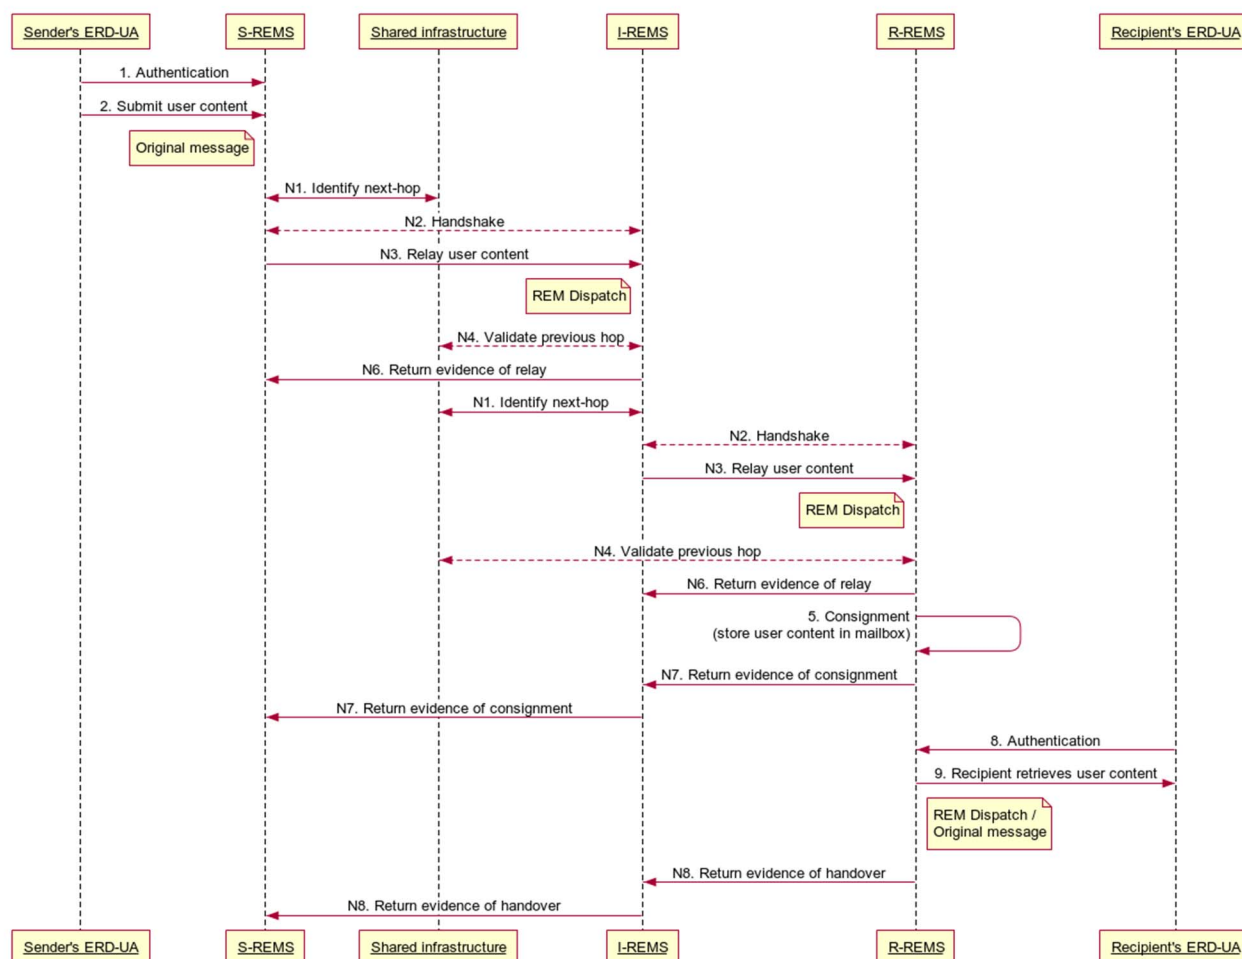 Sender's ERD-UA
S-REMS
Shared infrastructure
I-REMS
R-REMS
Recipient's ERD-UA
1. Authentication
2. Submit user content
Original message
N1. Identify next-hop
N2. Handshake
N3. Relay user content
REM Dispatch
N4. Validate previous hop
N6. Return evidence of relay
N1. Identify next-hop
N2. Handshake
N3. Relay user content
REM Dispatch
N4. Validate previous hop
N6. Return evidence of relay
5. Consignment
(store user content in mailbox)
N7. Return evidence of consignment
N7. Return evidence of consignment
8. Authentication
9. Recipient retrieves user content
REM Dispatch /
Original message
N8. Return evidence of handover
N8. Return evidence of handover
Sender's ERD-UA
S-REMS
Shared infrastructure
I-REMS
R-REMS
Recipient's ERD-UA